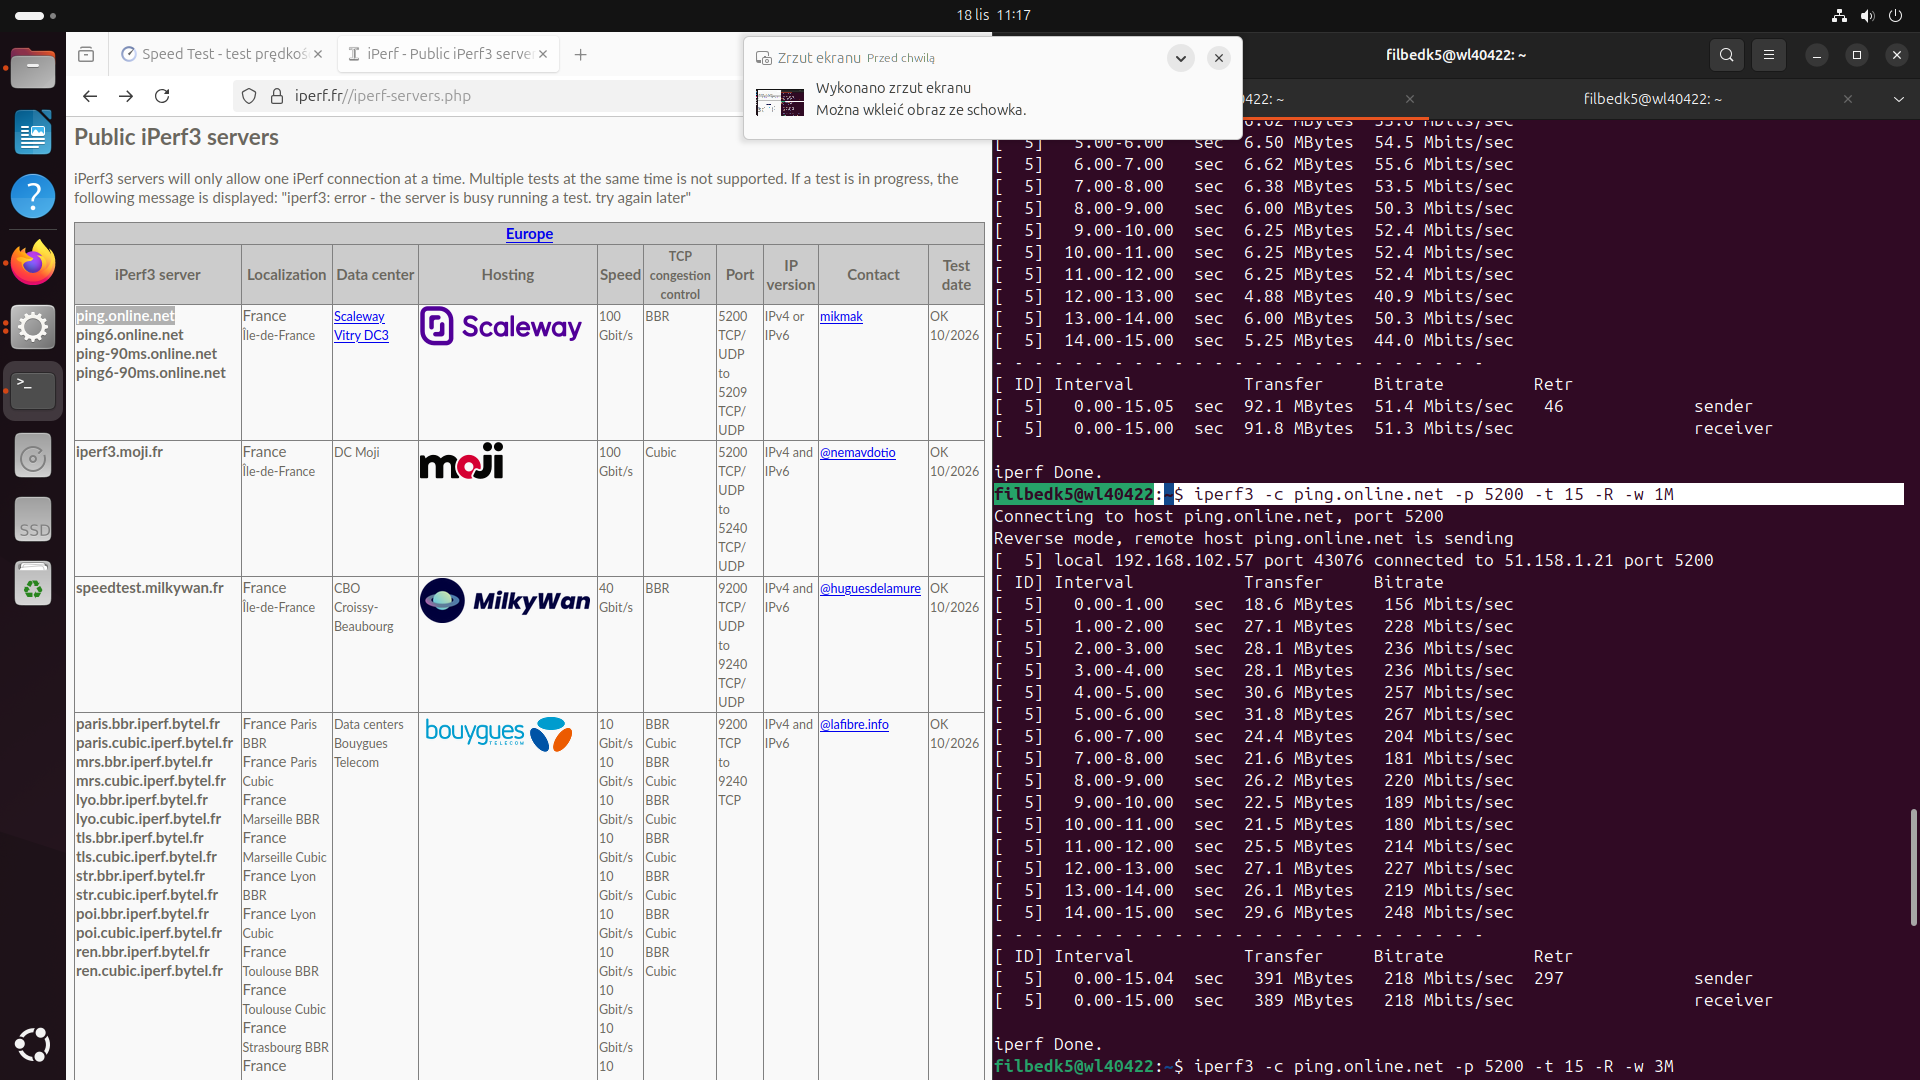 18 lis 11:17
Speed Test - test prędkoś
iPerf - Public iPerf3 server
iperf.fr//iperf-servers.php
Zrzut ekranu Przed chwilą
Wykonano zrzut ekranu
Można wkleić obraz ze schowka.
filbedk5@wl40422: ~
0422: ~
filbedk5@wl40422: ~
Public iPerf3 servers
iPerf3 servers will only allow one iPerf connection at a time. Multiple tests at the same time is not supported. If a test is in progress, the
following message is displayed: "iperf3: error - the server is busy running a test. try again later"
Europe
iPerf3 server Localization Data center Hosting Speed TCP congestion control Port IP version Contact Test date
ping.online.net
ping6.online.net
ping-90ms.online.net
ping6-90ms.online.net
France
Île-de-France
Scaleway
Vitry DC3
Scaleway
100
Gbit/s
BBR
5200
TCP/
UDP
to
5209
TCP/
UDP
IPv4 or
IPv6
mikmak
OK
10/2026
iperf3.moji.fr
France
Île-de-France
DC Moji
moji
100
Gbit/s
Cubic
5200
TCP/
UDP
to
5240
TCP/
UDP
IPv4 and
IPv6
@nemavdotio
OK
10/2026
speedtest.milkywan.fr
France
Île-de-France
CBO
Croissy-
Beaubourg
MilkyWan
40
Gbit/s
BBR
9200
TCP/
UDP
to
9240
TCP/
UDP
IPv4 and
IPv6
@huguesdelamure
OK
10/2026
paris.bbr.iperf.bytel.fr
paris.cubic.iperf.bytel.fr
mrs.bbr.iperf.bytel.fr
mrs.cubic.iperf.bytel.fr
lyo.bbr.iperf.bytel.fr
lyo.cubic.iperf.bytel.fr
tls.bbr.iperf.bytel.fr
tls.cubic.iperf.bytel.fr
str.bbr.iperf.bytel.fr
str.cubic.iperf.bytel.fr
poi.bbr.iperf.bytel.fr
poi.cubic.iperf.bytel.fr
ren.bbr.iperf.bytel.fr
ren.cubic.iperf.bytel.fr
France Paris
BBR
France Paris
Cubic
France
Marseille BBR
France
Marseille Cubic
France Lyon
BBR
France Lyon
Cubic
France
Toulouse BBR
France
Toulouse Cubic
France
Strasbourg BBR
France
Data centers
Bouygues
Telecom
bouygues
TELECOM
10
Gbit/s
10
Gbit/s
10
Gbit/s
10
Gbit/s
10
Gbit/s
10
Gbit/s
10
Gbit/s
10
Gbit/s
10
Gbit/s
10
BBR
Cubic
BBR
Cubic
BBR
Cubic
BBR
Cubic
BBR
Cubic
BBR
Cubic
BBR
Cubic
9200
TCP
to
9240
TCP
IPv4 and
IPv6
@lafibre.info
OK
10/2026
SSD
[ 5] 5.00-6.00 sec 6.50 MBytes 54.5 Mbits/sec
[ 5] 6.00-7.00 sec 6.62 MBytes 55.6 Mbits/sec
[ 5] 7.00-8.00 sec 6.38 MBytes 53.5 Mbits/sec
[ 5] 8.00-9.00 sec 6.00 MBytes 50.3 Mbits/sec
[ 5] 9.00-10.00 sec 6.25 MBytes 52.4 Mbits/sec
[ 5] 10.00-11.00 sec 6.25 MBytes 52.4 Mbits/sec
[ 5] 11.00-12.00 sec 6.25 MBytes 52.4 Mbits/sec
[ 5] 12.00-13.00 sec 4.88 MBytes 40.9 Mbits/sec
[ 5] 13.00-14.00 sec 6.00 MBytes 50.3 Mbits/sec
[ 5] 14.00-15.00 sec 5.25 MBytes 44.0 Mbits/sec
- - - - - - - - - - - - - - - - - - - - - - - - -
[ ID] Interval Transfer Bitrate Retr
[ 5] 0.00-15.05 sec 92.1 MBytes 51.4 Mbits/sec 46 sender
[ 5] 0.00-15.00 sec 91.8 MBytes 51.3 Mbits/sec receiver
iperf Done.
filbedk5@wl40422:~$ iperf3 -c ping.online.net -p 5200 -t 15 -R -w 1M
Connecting to host ping.online.net, port 5200
Reverse mode, remote host ping.online.net is sending
[ 5] local 192.168.102.57 port 43076 connected to 51.158.1.21 port 5200
[ ID] Interval Transfer Bitrate
[ 5] 0.00-1.00 sec 18.6 MBytes 156 Mbits/sec
[ 5] 1.00-2.00 sec 27.1 MBytes 228 Mbits/sec
[ 5] 2.00-3.00 sec 28.1 MBytes 236 Mbits/sec
[ 5] 3.00-4.00 sec 28.1 MBytes 236 Mbits/sec
[ 5] 4.00-5.00 sec 30.6 MBytes 257 Mbits/sec
[ 5] 5.00-6.00 sec 31.8 MBytes 267 Mbits/sec
[ 5] 6.00-7.00 sec 24.4 MBytes 204 Mbits/sec
[ 5] 7.00-8.00 sec 21.6 MBytes 181 Mbits/sec
[ 5] 8.00-9.00 sec 26.2 MBytes 220 Mbits/sec
[ 5] 9.00-10.00 sec 22.5 MBytes 189 Mbits/sec
[ 5] 10.00-11.00 sec 21.5 MBytes 180 Mbits/sec
[ 5] 11.00-12.00 sec 25.5 MBytes 214 Mbits/sec
[ 5] 12.00-13.00 sec 27.1 MBytes 227 Mbits/sec
[ 5] 13.00-14.00 sec 26.1 MBytes 219 Mbits/sec
[ 5] 14.00-15.00 sec 29.6 MBytes 248 Mbits/sec
- - - - - - - - - - - - - - - - - - - - - - - - -
[ ID] Interval Transfer Bitrate Retr
[ 5] 0.00-15.04 sec 391 MBytes 218 Mbits/sec 297 sender
[ 5] 0.00-15.00 sec 389 MBytes 218 Mbits/sec receiver
iperf Done.
filbedk5@wl40422:~$ iperf3 -c ping.online.net -p 5200 -t 15 -R -w 3M